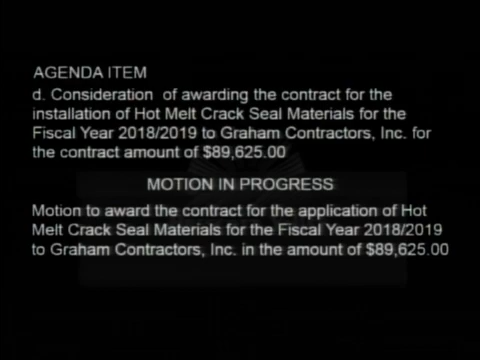 AGENDA ITEM
d. Consideration of awarding the contract for the
installation of Hot Melt Crack Seal Materials for the
Fiscal Year 2018/2019 to Graham Contractors, Inc. for
the contract amount of $89,625.00
MOTION IN PROGRESS
Motion to award the contract for the application of Hot
Melt Crack Seal Materials for the Fiscal Year 2018/2019
to Graham Contractors, Inc. in the amount of $89,625.00